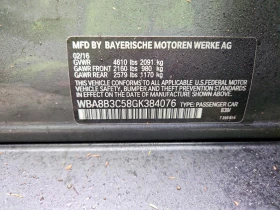 MFD BY BAYERISCHE MOTOREN WERKE AG
02/16
GVWR 4610 lbs 2091 kg
GAWR FRONT 2160 lbs 980 kg
GAWR REAR 2579 lbs 1170 kg
THIS VEHICLE CONFORMS TO ALL APPLICABLE U.S. FEDERAL MOTOR
VEHICLE SAFETY, BUMPER, AND THEFT PREVENTION STANDARDS
IN EFFECT ON THE DATE OF MANUFACTURE SHOWN ABOVE.
WBA8B3C58GK384076 TYPE: PASSENGER CAR